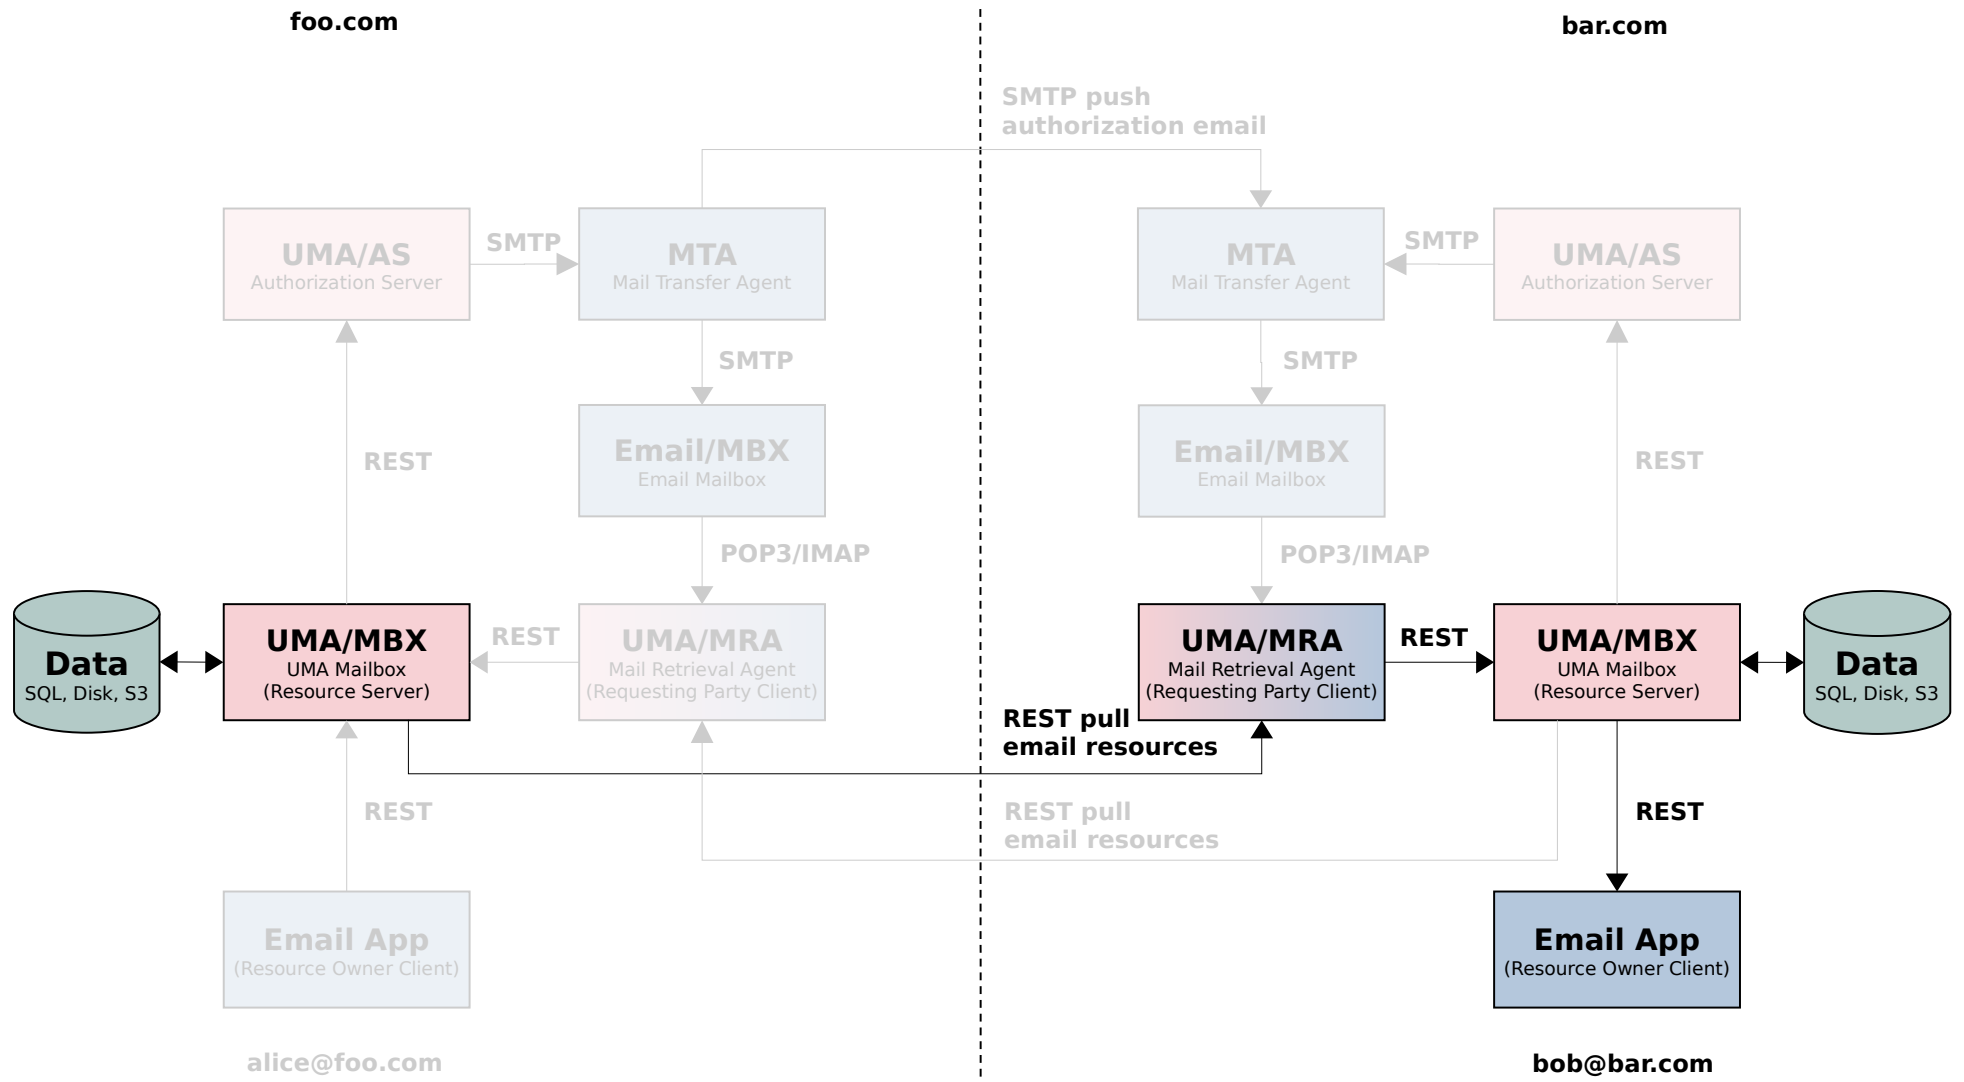 foo.com
bar.com
SMTP push
authorization email
UMA/AS
Authorization Server
SMTP
MTA
Mail Transfer Agent
MTA
Mail Transfer Agent
SMTP
UMA/AS
Authorization Server
SMTP
SMTP
Email/MBX
Email Mailbox
Email/MBX
Email Mailbox
REST
REST
POP3/IMAP
POP3/IMAP
Data
SQL, Disk, S3
UMA/MBX
UMA Mailbox
(Resource Server)
REST
UMA/MRA
Mail Retrieval Agent
(Requesting Party Client)
UMA/MRA
Mail Retrieval Agent
(Requesting Party Client)
REST
UMA/MBX
UMA Mailbox
(Resource Server)
Data
SQL, Disk, S3
REST pull
email resources
REST
REST pull
email resources
REST
Email App
(Resource Owner Client)
Email App
(Resource Owner Client)
alice@foo.com
bob@bar.com